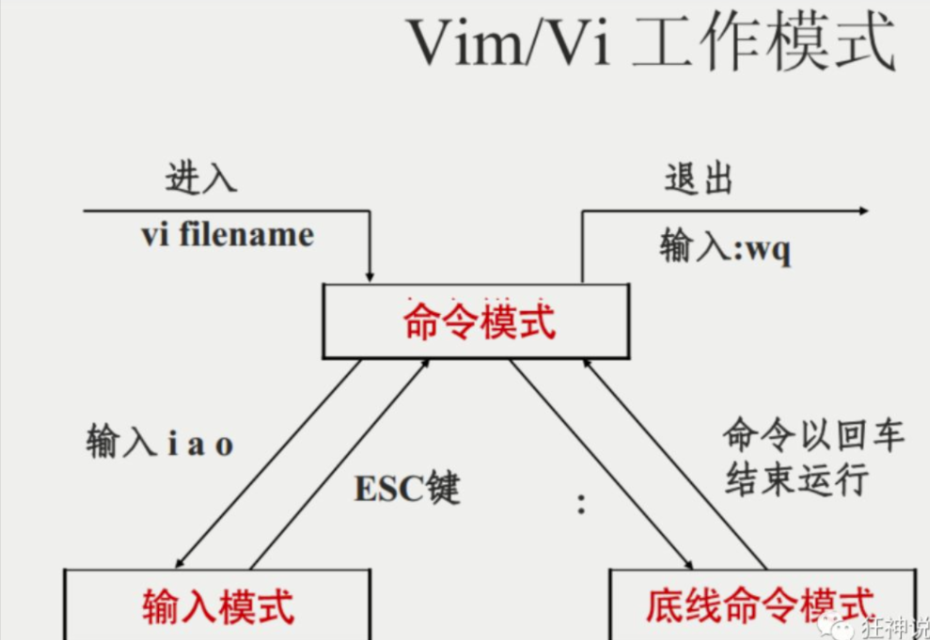 Vim/Vi 工作模式
进入
vi filename
退出
输入:wq
命令模式
输入 i a o
ESC键
:
命令以回车
结束运行
输入模式
底线命令模式
狂神说